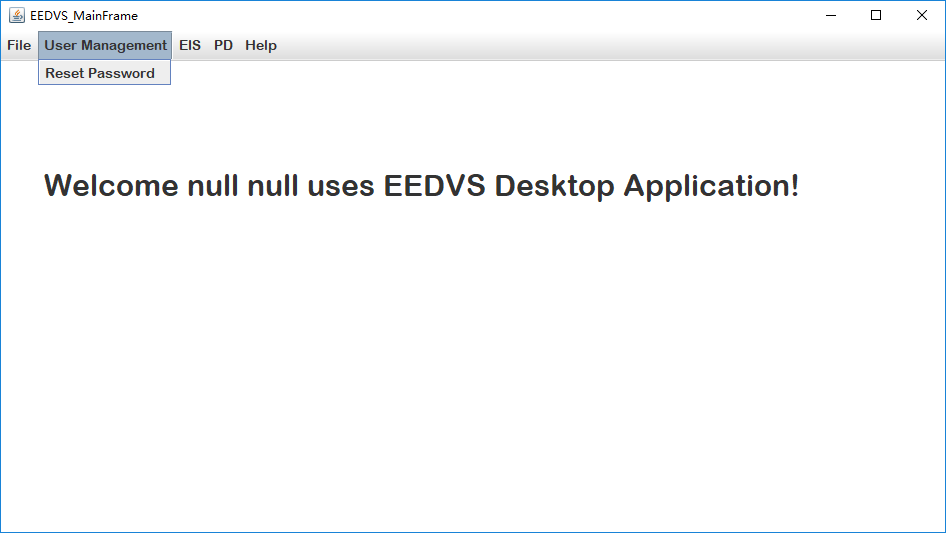 EEDVS_MainFrame
File User Management EIS PD Help
Reset Password
Welcome null null uses EEDVS Desktop Application!